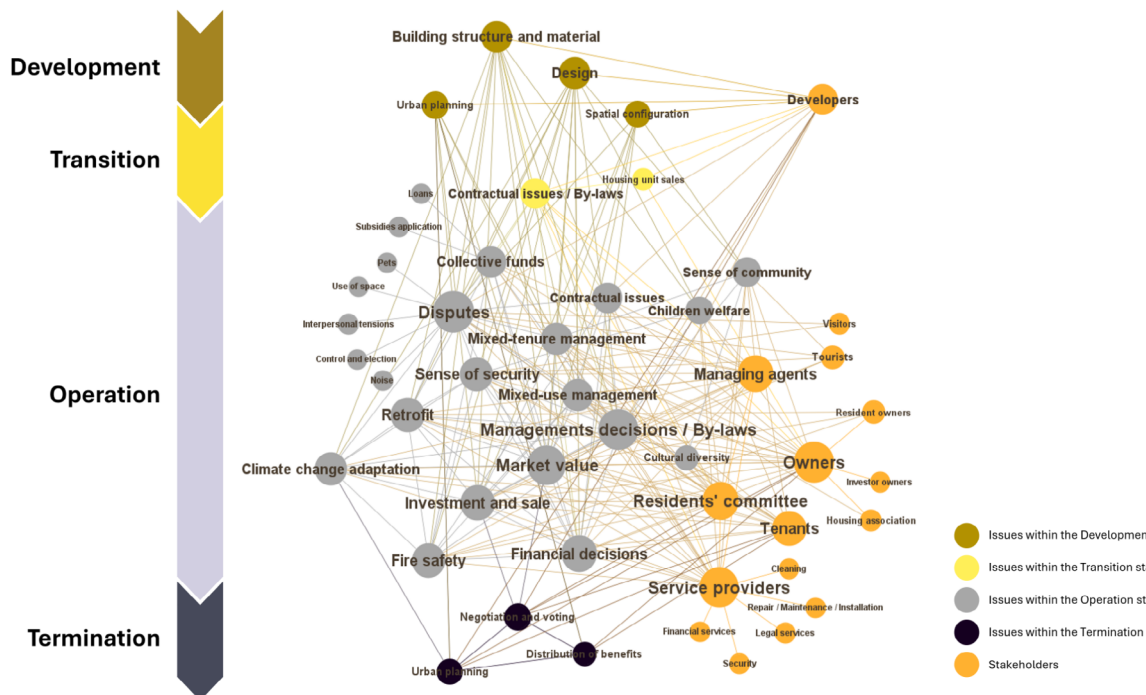 Building structure and material
Development
Design
Developers
Urban planning
Spatial configuration
Transition
Housing unit sales
Loans
Contractual issues / By-laws
Subsidies application
Collective funds
Pets
Sense of community
Use of space
Contractual issues
Children welfare
Disputes
Visitors
Interpersonal tensions
Mixed-tenure management
Control and election
Tourists
Sense of security
Managing agents
Noise
Operation
Mixed-use management
Retrofit
Resident owners
Managements decisions / By-laws
Cultural diversity
Climate change adaptation
Market value
Owners
Investor owners
Investment and sale
Residents' committee
Housing association
Tenants
Issues within the Developmen
Fire safety
Financial decisions
Issues within the Transition st
Cleaning
Service providers
Issues within the Operation st
Repair / Maintenance / Installation
Negotiation and voting
Financial services
Legal services
Issues within the Termination
Termination
Distribution of benefits
Security
Stakeholders
Urban planning